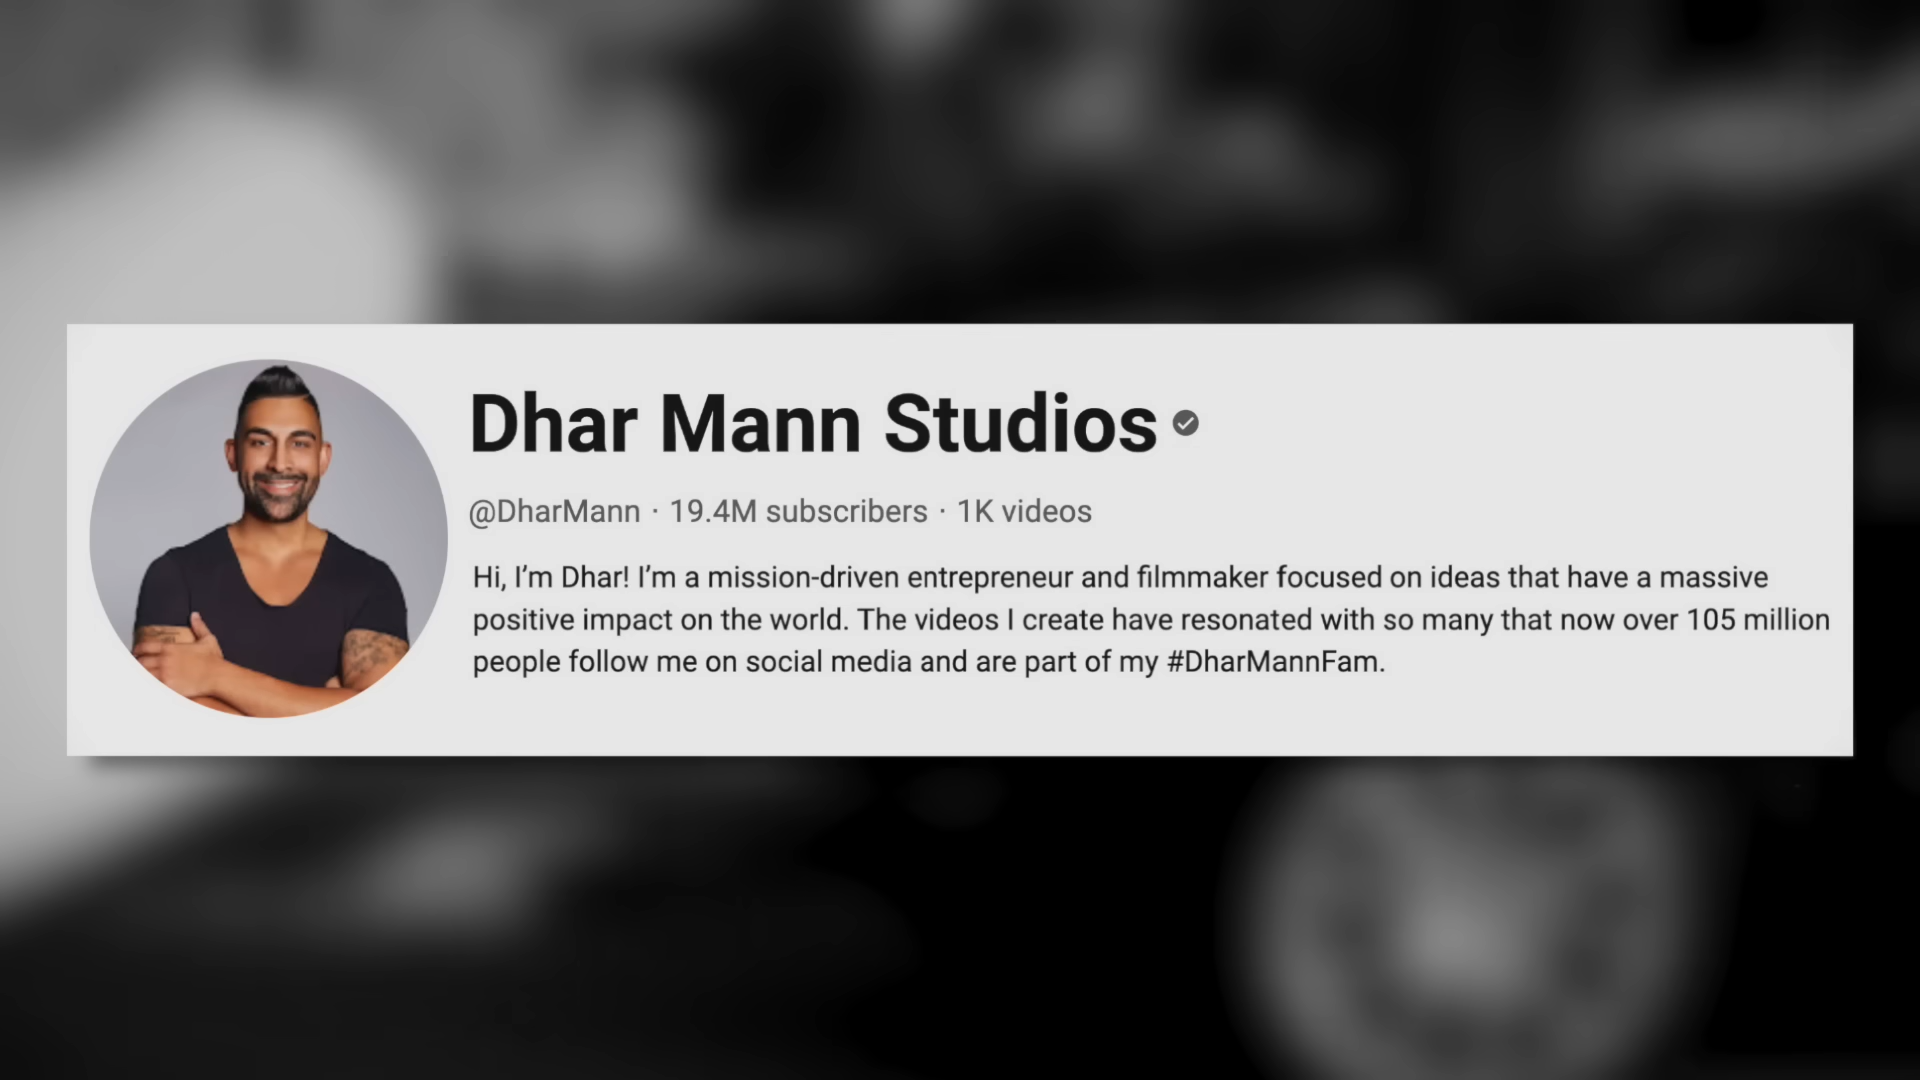 Dhar Mann Studios
@DharMann · 19.4M subscribers · 1K videos
Hi, I’m Dhar! I’m a mission-driven entrepreneur and filmmaker focused on ideas that have a massive
positive impact on the world. The videos I create have resonated with so many that now over 105 million
people follow me on social media and are part of my #DharMannFam.